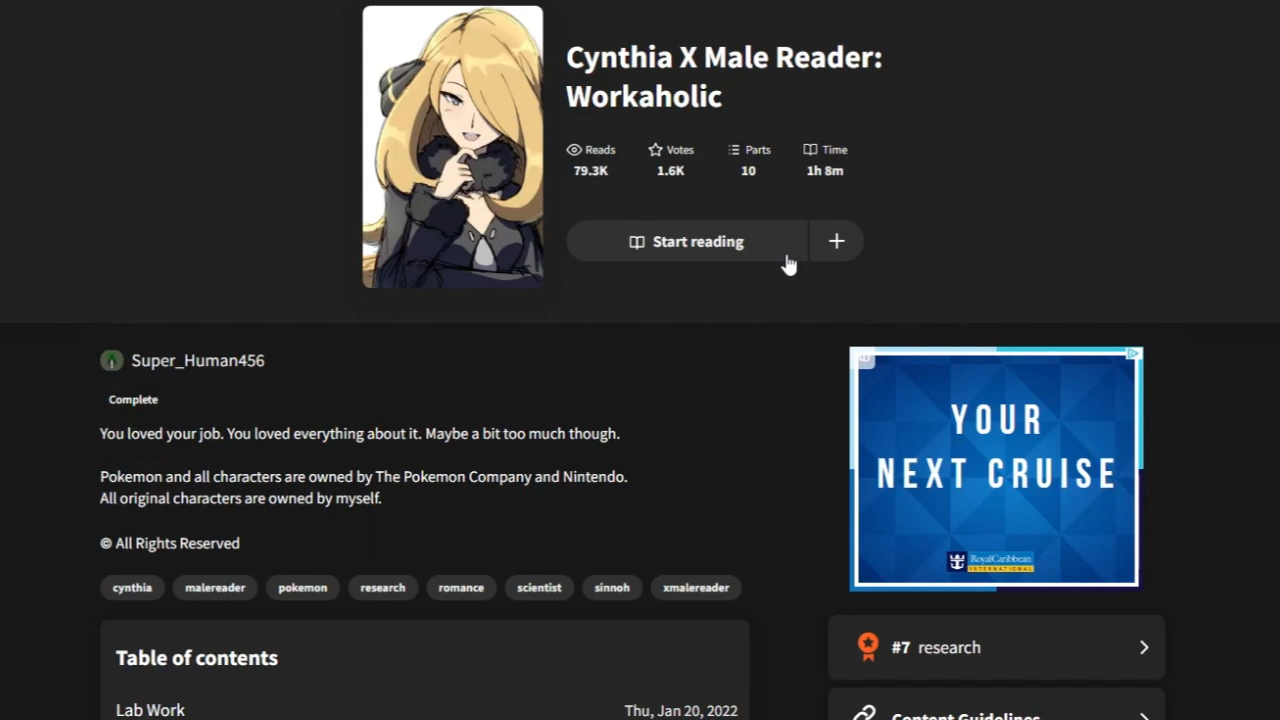 Cynthia X Male Reader:
Workaholic
Reads Votes Parts Time
79.3K 1.6K 10 1h 8m
Start reading
Super_Human456
Complete
You loved your job. You loved everything about it. Maybe a bit too much though.
Pokemon and all characters are owned by The Pokemon Company and Nintendo.
All original characters are owned by myself.
© All Rights Reserved
cynthia malereader pokemon research romance scientist sinnoh xmalereader
Table of contents
Lab Work Thu, Jan 20, 2022
YOUR
NEXT CRUISE
RoyalCaribbean
INTERNATIONAL
#7 research
Content Guidelines